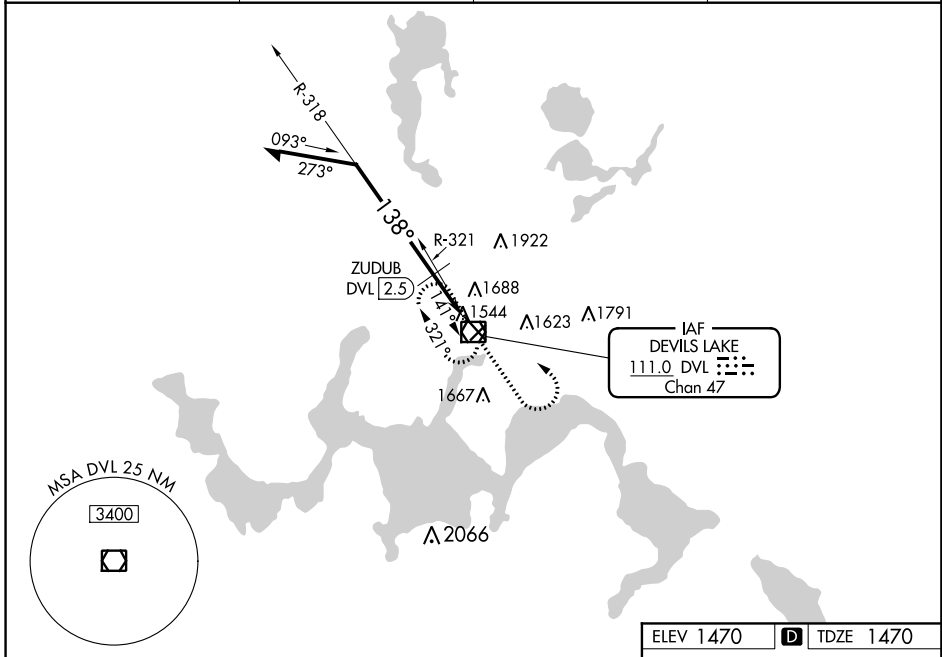 R-318
093°
273°
138°
R-321
1922
ZUDUB
DVL 2.5
1688
141°
1544
321°
1623
1791
IAF
DEVILS LAKE
111.0 DVL
Chan 47
1667
MSA DVL 25 NM
3400
2066
ELEV 1470 D TDZE 1470